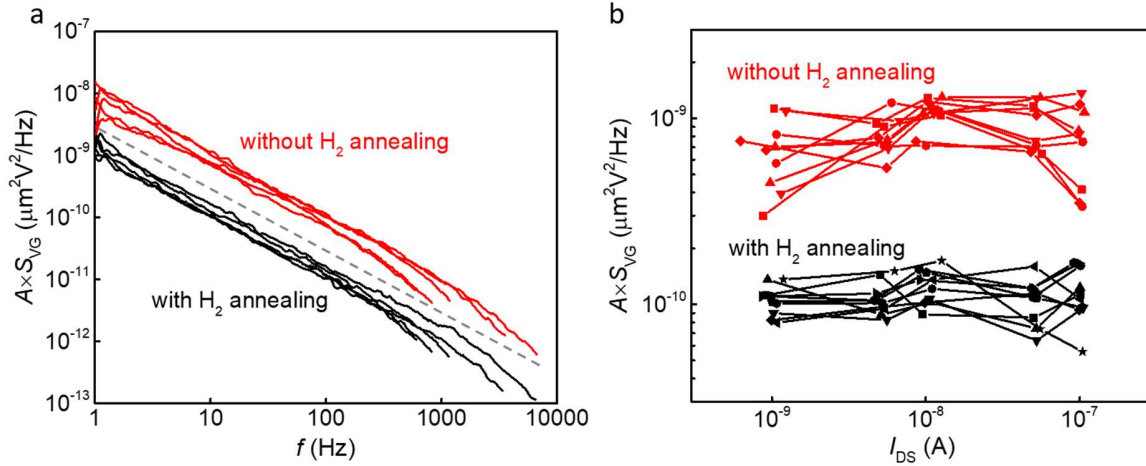 a
10⁻⁷
10⁻⁸
10⁻⁹
10⁻¹⁰
10⁻¹¹
10⁻¹²
10⁻¹³
A×S_VG (μm²V²/Hz)
without H₂ annealing
with H₂ annealing
1 10 100 1000 10000
f (Hz)
b
10⁻⁹
10⁻¹⁰
A×S_VG (μm²V²/Hz)
without H₂ annealing
with H₂ annealing
10⁻⁹ 10⁻⁸ 10⁻⁷
I_DS (A)